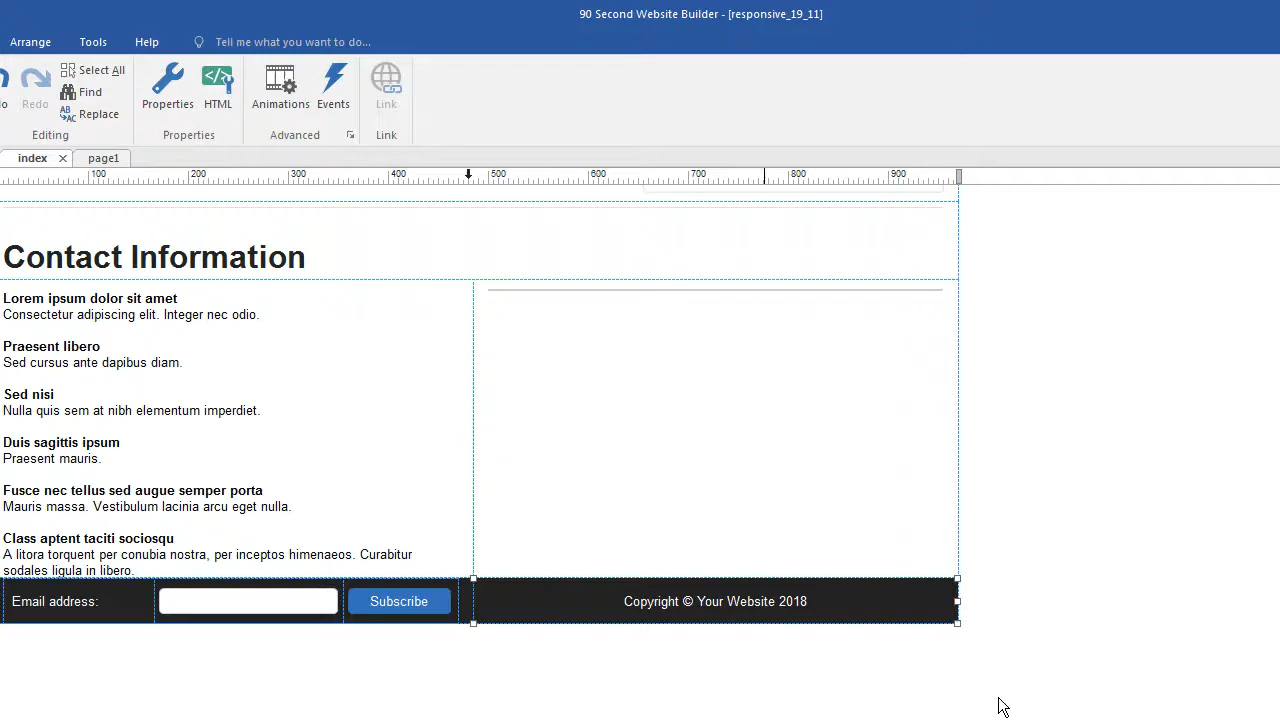 90 Second Website Builder - [responsive_19_11]
Arrange Tools Help Tell me what you want to do...
Select All
Find
Redo
Replace
AB
AC
Properties HTML Animations Events Link
Editing Properties Advanced Link
index page1
100 200 300 400 500 600 700 800 900
Contact Information
Lorem ipsum dolor sit amet
Consectetur adipiscing elit. Integer nec odio.
Praesent libero
Sed cursus ante dapibus diam.
Sed nisi
Nulla quis sem at nibh elementum imperdiet.
Duis sagittis ipsum
Praesent mauris.
Fusce nec tellus sed augue semper porta
Mauris massa. Vestibulum lacinia arcu eget nulla.
Class aptent taciti sociosqu
A litora torquent per conubia nostra, per inceptos himenaeos. Curabitur
sodales ligula in libero.
Email address: Subscribe Copyright © Your Website 2018